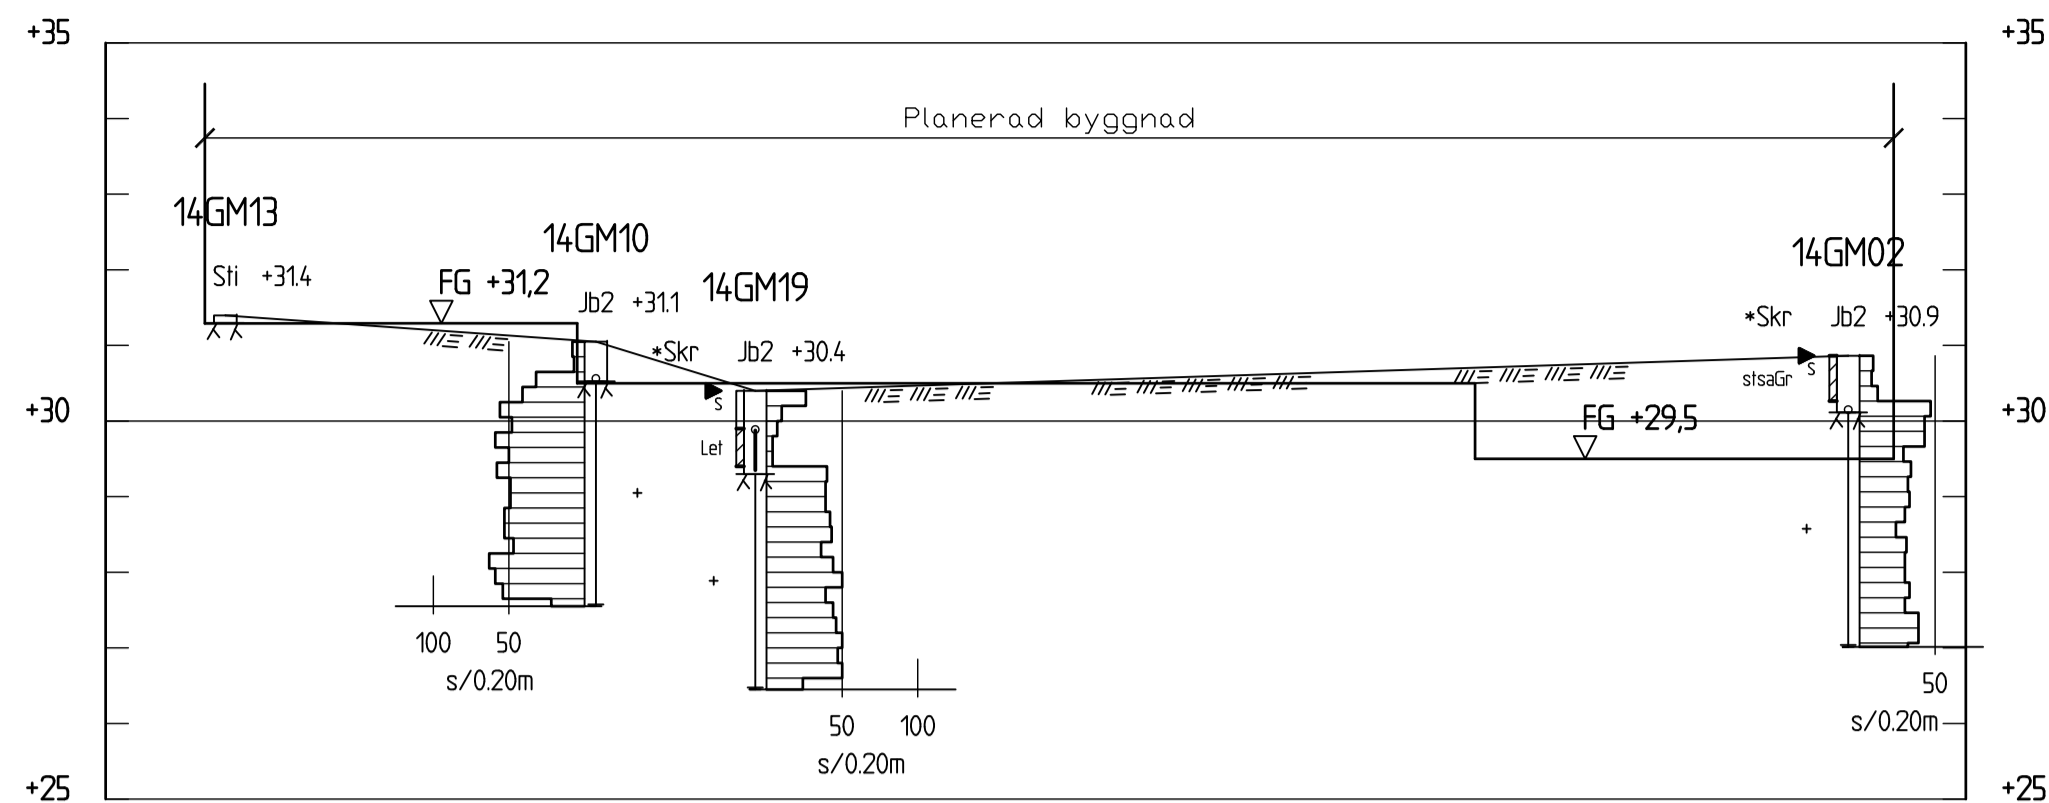 +35 +35
Planerad byggnad
14GM13
14GM10
14GM02
Sti +31.4
FG +31,2
14GM19
Jb2 +31.1
*Skr Jb2 +30.9
*Skr Jb2 +30.4
s
stsaGr
s
+30 +30
FG +29,5
Let
100 50
s/0.20m
50
50 100
s/0.20m
s/0.20m
+25 +25